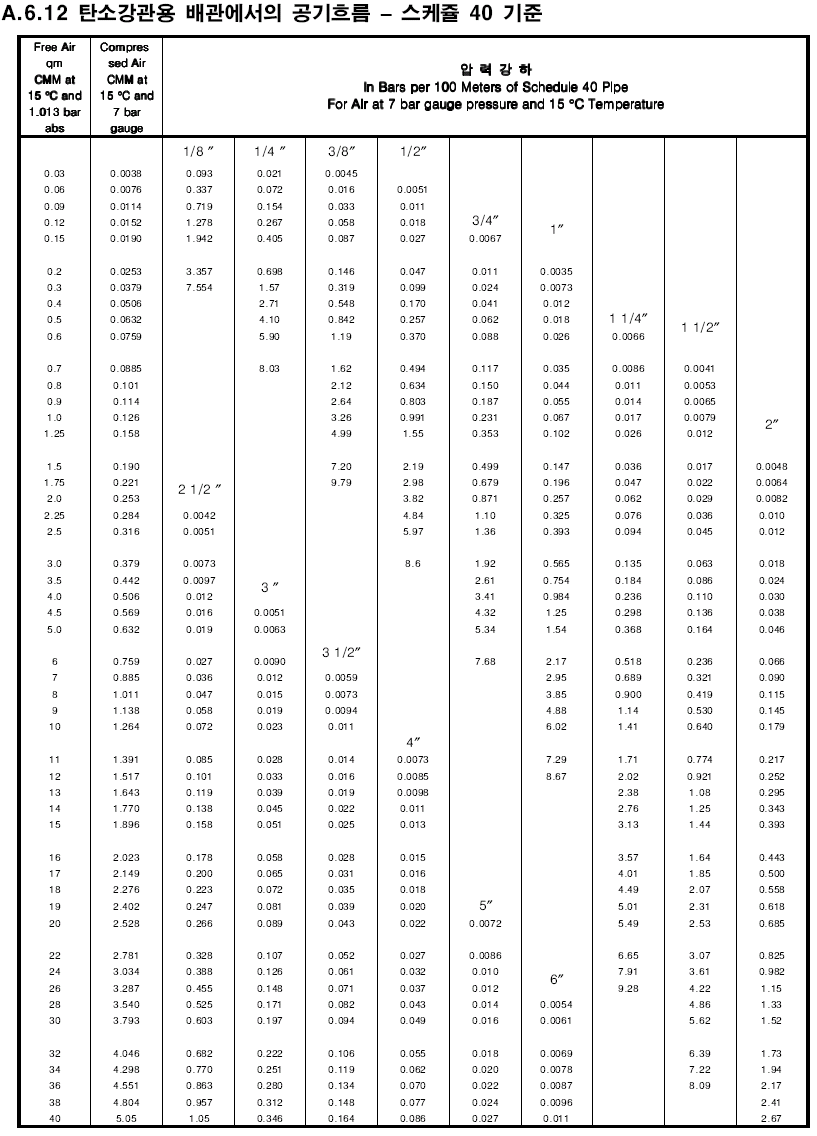 A.6.12 탄소강관용 배관에서의 공기흐름 – 스케쥴 40 기준
Free Air qm CMM at 15 ℃ and 1.013 bar abs
Compres sed Air CMM at 15 ℃ and 7 bar gauge
압 력 강 하
In Bars per 100 Meters of Schedule 40 Pipe
For Air at 7 bar gauge pressure and 15 ℃ Temperature
1/8 ″ 1/4 ″ 3/8″ 1/2″
0.03 0.0038 0.093 0.021 0.0045
0.06 0.0076 0.337 0.072 0.016 0.0051
0.09 0.0114 0.719 0.154 0.033 0.011
0.12 0.0152 1.278 0.267 0.058 0.018 3/4″ 1″
0.15 0.0190 1.942 0.405 0.087 0.027 0.0067
0.2 0.0253 3.357 0.698 0.146 0.047 0.011 0.0035
0.3 0.0379 7.554 1.57 0.319 0.099 0.024 0.0073
0.4 0.0506 2.71 0.548 0.170 0.041 0.012
0.5 0.0632 4.10 0.842 0.257 0.062 0.018 1 1/4″ 1 1/2″
0.6 0.0759 5.90 1.19 0.370 0.088 0.026 0.0066
0.7 0.0885 8.03 1.62 0.494 0.117 0.035 0.0086 0.0041
0.8 0.101 2.12 0.634 0.150 0.044 0.011 0.0053
0.9 0.114 2.64 0.803 0.187 0.055 0.014 0.0065
1.0 0.126 3.26 0.991 0.231 0.067 0.017 0.0079 2″
1.25 0.158 4.99 1.55 0.353 0.102 0.026 0.012
1.5 0.190 7.20 2.19 0.499 0.147 0.036 0.017 0.0048
1.75 0.221 2 1/2 ″ 9.79 2.98 0.679 0.196 0.047 0.022 0.0064
2.0 0.253 3.82 0.871 0.257 0.062 0.029 0.0082
2.25 0.284 0.0042 4.84 1.10 0.325 0.076 0.036 0.010
2.5 0.316 0.0051 5.97 1.36 0.393 0.094 0.045 0.012
3.0 0.379 0.0073 8.6 1.92 0.565 0.135 0.063 0.018
3.5 0.442 0.0097 3 ″ 2.61 0.754 0.184 0.086 0.024
4.0 0.506 0.012 3.41 0.984 0.236 0.110 0.030
4.5 0.569 0.016 0.0051 4.32 1.25 0.298 0.136 0.038
5.0 0.632 0.019 0.0063 5.34 1.54 0.368 0.164 0.046
3 1/2″
6 0.759 0.027 0.0090 7.68 2.17 0.518 0.236 0.066
7 0.885 0.036 0.012 0.0059 2.95 0.689 0.321 0.090
8 1.011 0.047 0.015 0.0073 3.85 0.900 0.419 0.115
9 1.138 0.058 0.019 0.0094 4.88 1.14 0.530 0.145
10 1.264 0.072 0.023 0.011 6.02 1.41 0.640 0.179
4″
11 1.391 0.085 0.028 0.014 0.0073 7.29 1.71 0.774 0.217
12 1.517 0.101 0.033 0.016 0.0085 8.67 2.02 0.921 0.252
13 1.643 0.119 0.039 0.019 0.0098 2.38 1.08 0.295
14 1.770 0.138 0.045 0.022 0.011 2.76 1.25 0.343
15 1.896 0.158 0.051 0.025 0.013 3.13 1.44 0.393
16 2.023 0.178 0.058 0.028 0.015 3.57 1.64 0.443
17 2.149 0.200 0.065 0.031 0.016 4.01 1.85 0.500
18 2.276 0.223 0.072 0.035 0.018 4.49 2.07 0.558
19 2.402 0.247 0.081 0.039 0.020 5″ 5.01 2.31 0.618
20 2.528 0.266 0.089 0.043 0.022 0.0072 5.49 2.53 0.685
22 2.781 0.328 0.107 0.052 0.027 0.0086 6.65 3.07 0.825
24 3.034 0.388 0.126 0.061 0.032 0.010 6″ 7.91 3.61 0.982
26 3.287 0.455 0.148 0.071 0.037 0.012 9.28 4.22 1.15
28 3.540 0.525 0.171 0.082 0.043 0.014 0.0054 4.86 1.33
30 3.793 0.603 0.197 0.094 0.049 0.016 0.0061 5.62 1.52
32 4.046 0.682 0.222 0.106 0.055 0.018 0.0069 6.39 1.73
34 4.298 0.770 0.251 0.119 0.062 0.020 0.0078 7.22 1.94
36 4.551 0.863 0.280 0.134 0.070 0.022 0.0087 8.09 2.17
38 4.804 0.957 0.312 0.148 0.077 0.024 0.0096 2.41
40 5.05 1.05 0.346 0.164 0.086 0.027 0.011 2.67